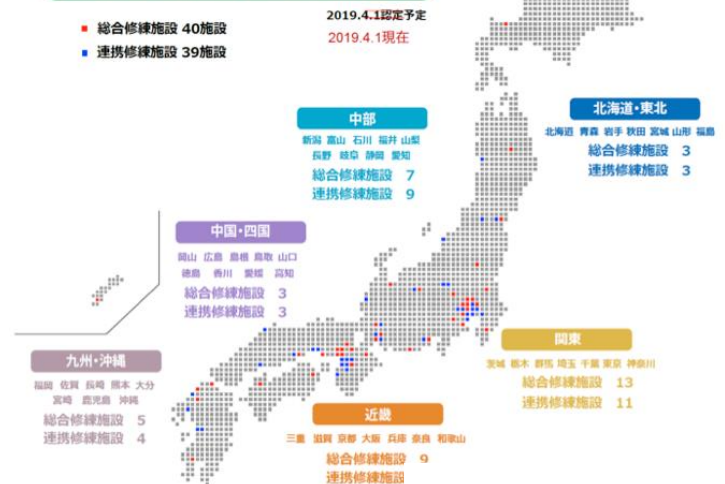 2019.4.1認定予定
総合修練施設 40施設
2019.4.1現在
連携修練施設 39施設
中部
新潟 富山 石川 福井 山梨
長野 岐阜 静岡 愛知
総合修練施設 7
連携修練施設 9
北海道・東北
北海道 青森 岩手 秋田 宮城 山形 福島
総合修練施設 3
連携修練施設 3
中国・四国
岡山 広島 島根 鳥取 山口
徳島 香川 愛媛 高知
総合修練施設 3
連携修練施設 3
関東
茨城 栃木 群馬 埼玉 千葉 東京 神奈川
総合修練施設 13
連携修練施設 11
九州・沖縄
福岡 佐賀 長崎 熊本 大分
宮崎 鹿児島 沖縄
総合修練施設 5
連携修練施設 4
近畿
三重 滋賀 京都 大阪 兵庫 奈良 和歌山
総合修練施設 9
連携修練施設